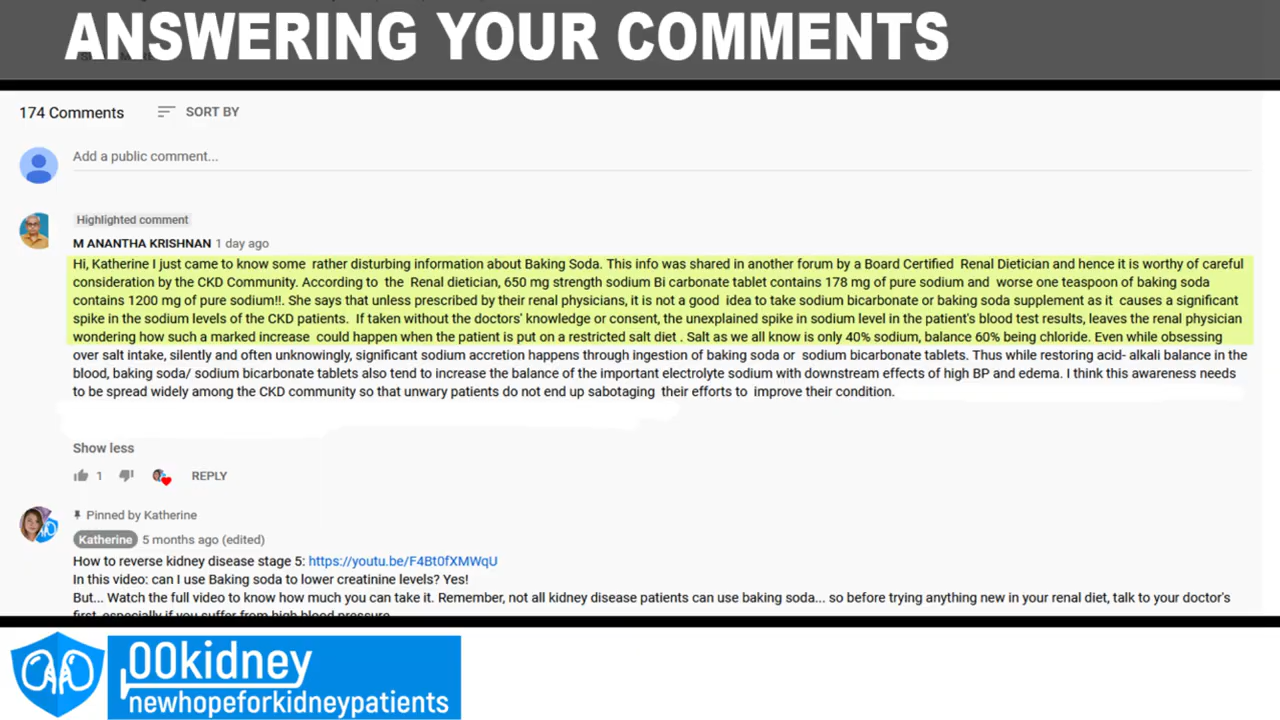 ANSWERING YOUR COMMENTS
174 Comments SORT BY
Add a public comment...
Highlighted comment
M ANANTHA KRISHNAN 1 day ago
Hi, Katherine I just came to know some rather disturbing information about Baking Soda. This info was shared in another forum by a Board Certified Renal Dietician and hence it is worthy of careful
consideration by the CKD Community. According to the Renal dietician, 650 mg strength sodium Bi carbonate tablet contains 178 mg of pure sodium and worse one teaspoon of baking soda
contains 1200 mg of pure sodium!!. She says that unless prescribed by their renal physicians, it is not a good idea to take sodium bicarbonate or baking soda supplement as it causes a significant
spike in the sodium levels of the CKD patients. If taken without the doctors' knowledge or consent, the unexplained spike in sodium level in the patient's blood test results, leaves the renal physician
wondering how such a marked increase could happen when the patient is put on a restricted salt diet . Salt as we all know is only 40% sodium, balance 60% being chloride. Even while obsessing
over salt intake, silently and often unknowingly, significant sodium accretion happens through ingestion of baking soda or sodium bicarbonate tablets. Thus while restoring acid- alkali balance in the
blood, baking soda/ sodium bicarbonate tablets also tend to increase the balance of the important electrolyte sodium with downstream effects of high BP and edema. I think this awareness needs
to be spread widely among the CKD community so that unwary patients do not end up sabotaging their efforts to improve their condition.
Show less
1 REPLY
Pinned by Katherine
Katherine 5 months ago (edited)
How to reverse kidney disease stage 5: https://youtu.be/F4Bt0fXMWqU
In this video: can I use Baking soda to lower creatinine levels? Yes!
But... Watch the full video to know how much you can take it. Remember, not all kidney disease patients can use baking soda... so before trying anything new in your renal diet, talk to your doctor's
first, especially if you suffer from high blood pressure
00kidney
newhopeforkidneypatients